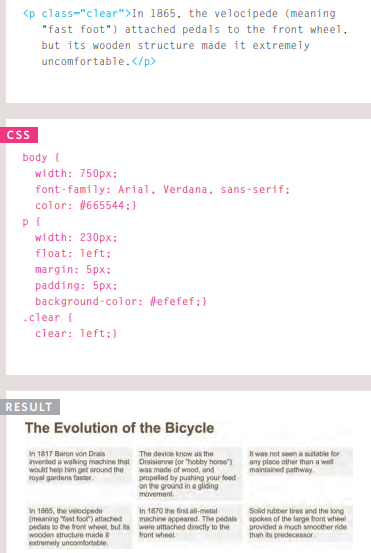 <p class="clear">In 1865, the velocipede (meaning
"fast foot") attached pedals to the front wheel,
but its wooden structure made it extremely
uncomfortable.</p>
CSS
body {
width: 750px;
font-family: Arial, Verdana, sans-serif;
color: #665544;}
p {
width: 230px;
float: left;
margin: 5px;
padding: 5px;
background-color: #efefef;}
.clear {
clear: left;}
RESULT
The Evolution of the Bicycle
In 1817 Baron von Drais
invented a walking machine that
would help him get around the
royal gardens faster.
The device know as the
Draisienne (or "hobby horse")
was made of wood, and
propelled by pushing your feed
on the ground in a gliding
movement.
It was not seen a suitable for
any place other than a well
maintained pathway.
In 1865, the velocipede
(meaning "fast foot") attached
pedals to the front wheel, but its
wooden structure made it
extremely uncomfortable.
In 1870 the first all-metal
machine appeared. The pedals
were attached directly to the
front wheel.
Solid rubber tires and the long
spokes of the large front wheel
provided a much smoother ride
than its predecessor.